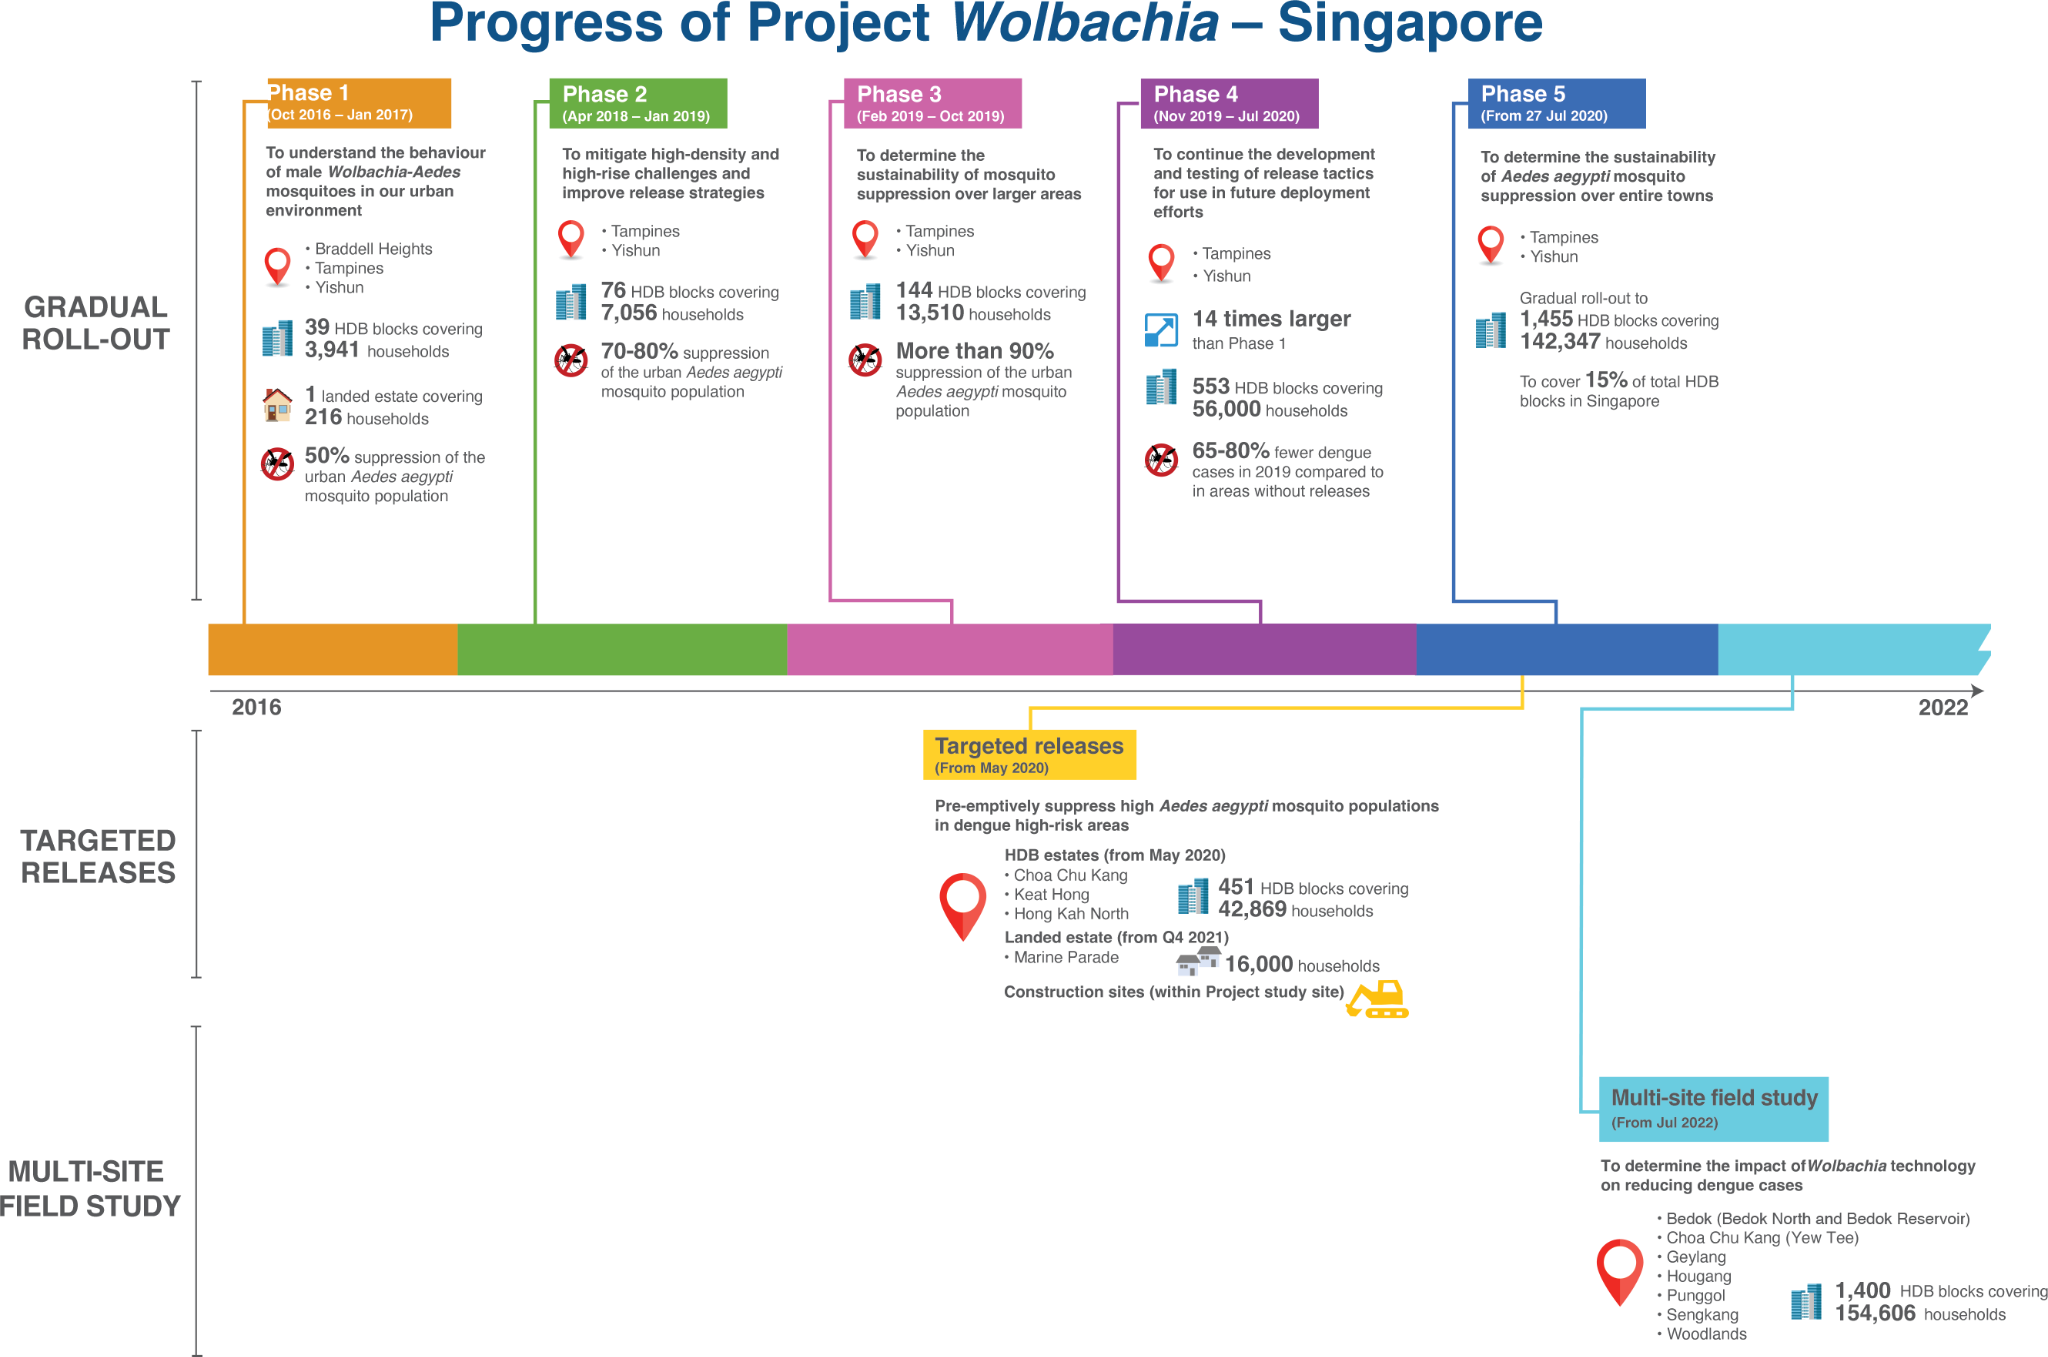 Progress of Project Wolbachia – Singapore
GRADUAL
ROLL-OUT
Phase 1
(Oct 2016 – Jan 2017)
To understand the behaviour
of male Wolbachia-Aedes
mosquitoes in our urban
environment
• Braddell Heights
• Tampines
• Yishun
39 HDB blocks covering
3,941 households
1 landed estate covering
216 households
50% suppression of the
urban Aedes aegypti
mosquito population
Phase 2
(Apr 2018 – Jan 2019)
To mitigate high-density and
high-rise challenges and
improve release strategies
• Tampines
• Yishun
76 HDB blocks covering
7,056 households
70-80% suppression
of the urban Aedes aegypti
mosquito population
Phase 3
(Feb 2019 – Oct 2019)
To determine the
sustainability of mosquito
suppression over larger areas
• Tampines
• Yishun
144 HDB blocks covering
13,510 households
More than 90%
suppression of the urban
Aedes aegypti mosquito
population
Phase 4
(Nov 2019 – Jul 2020)
To continue the development
and testing of release tactics
for use in future deployment
efforts
• Tampines
• Yishun
14 times larger
than Phase 1
553 HDB blocks covering
56,000 households
65-80% fewer dengue
cases in 2019 compared to
in areas without releases
Phase 5
(From 27 Jul 2020)
To determine the sustainability
of Aedes aegypti mosquito
suppression over entire towns
• Tampines
• Yishun
Gradual roll-out to
1,455 HDB blocks covering
142,347 households
To cover 15% of total HDB
blocks in Singapore
2016
2022
TARGETED
RELEASES
Targeted releases
(From May 2020)
Pre-emptively suppress high Aedes aegypti mosquito populations
in dengue high-risk areas
HDB estates (from May 2020)
• Choa Chu Kang
• Keat Hong
• Hong Kah North
451 HDB blocks covering
42,869 households
Landed estate (from Q4 2021)
• Marine Parade
16,000 households
Construction sites (within Project study site)
MULTI-SITE
FIELD STUDY
Multi-site field study
(From Jul 2022)
To determine the impact of Wolbachia technology
on reducing dengue cases
• Bedok (Bedok North and Bedok Reservoir)
• Choa Chu Kang (Yew Tee)
• Geylang
• Hougang
• Punggol
• Sengkang
• Woodlands
1,400 HDB blocks covering
154,606 households